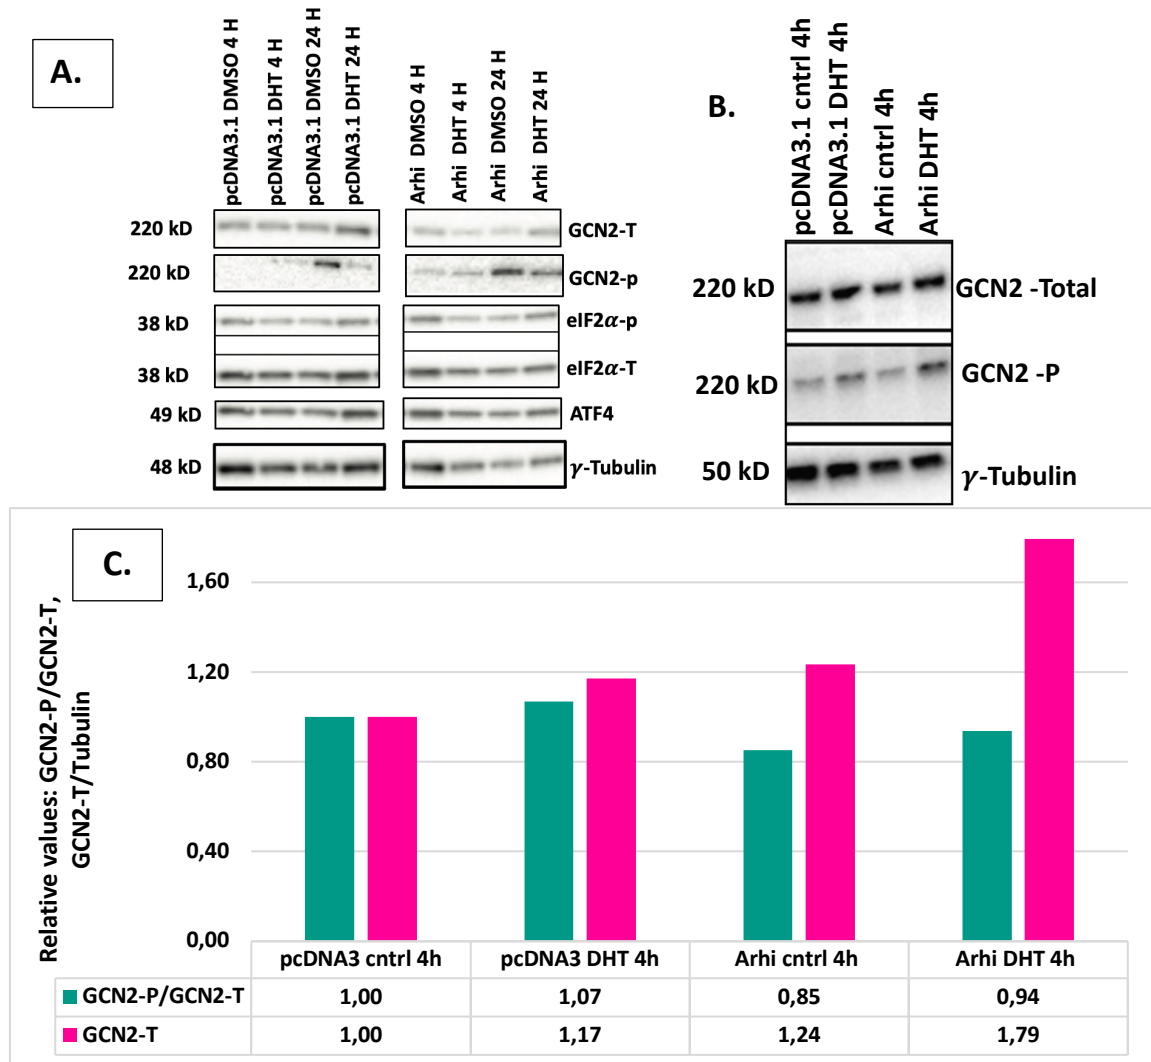 A.
pcDNA3.1 DMSO 4 H
pcDNA3.1 DHT 4 H
pcDNA3.1 DMSO 24 H
pcDNA3.1 DHT 24 H
Arhi DMSO 4 H
Arhi DHT 4 H
Arhi DMSO 24 H
Arhi DHT 24 H
220 kD
GCN2-T
220 kD
GCN2-p
38 kD
eIF2α-p
38 kD
eIF2α-T
49 kD
ATF4
48 kD
γ-Tubulin
B.
pcDNA3.1 cntrl 4h
pcDNA3.1 DHT 4h
Arhi cntrl 4h
Arhi DHT 4h
220 kD
GCN2 -Total
220 kD
GCN2 -P
50 kD
γ-Tubulin
C.
Relative values: GCN2-P/GCN2-T,
GCN2-T/Tubulin
1,60
1,20
0,80
0,40
0,00
pcDNA3 cntrl 4h pcDNA3 DHT 4h Arhi cntrl 4h Arhi DHT 4h
GCN2-P/GCN2-T 1,00 1,07 0,85 0,94
GCN2-T 1,00 1,17 1,24 1,79